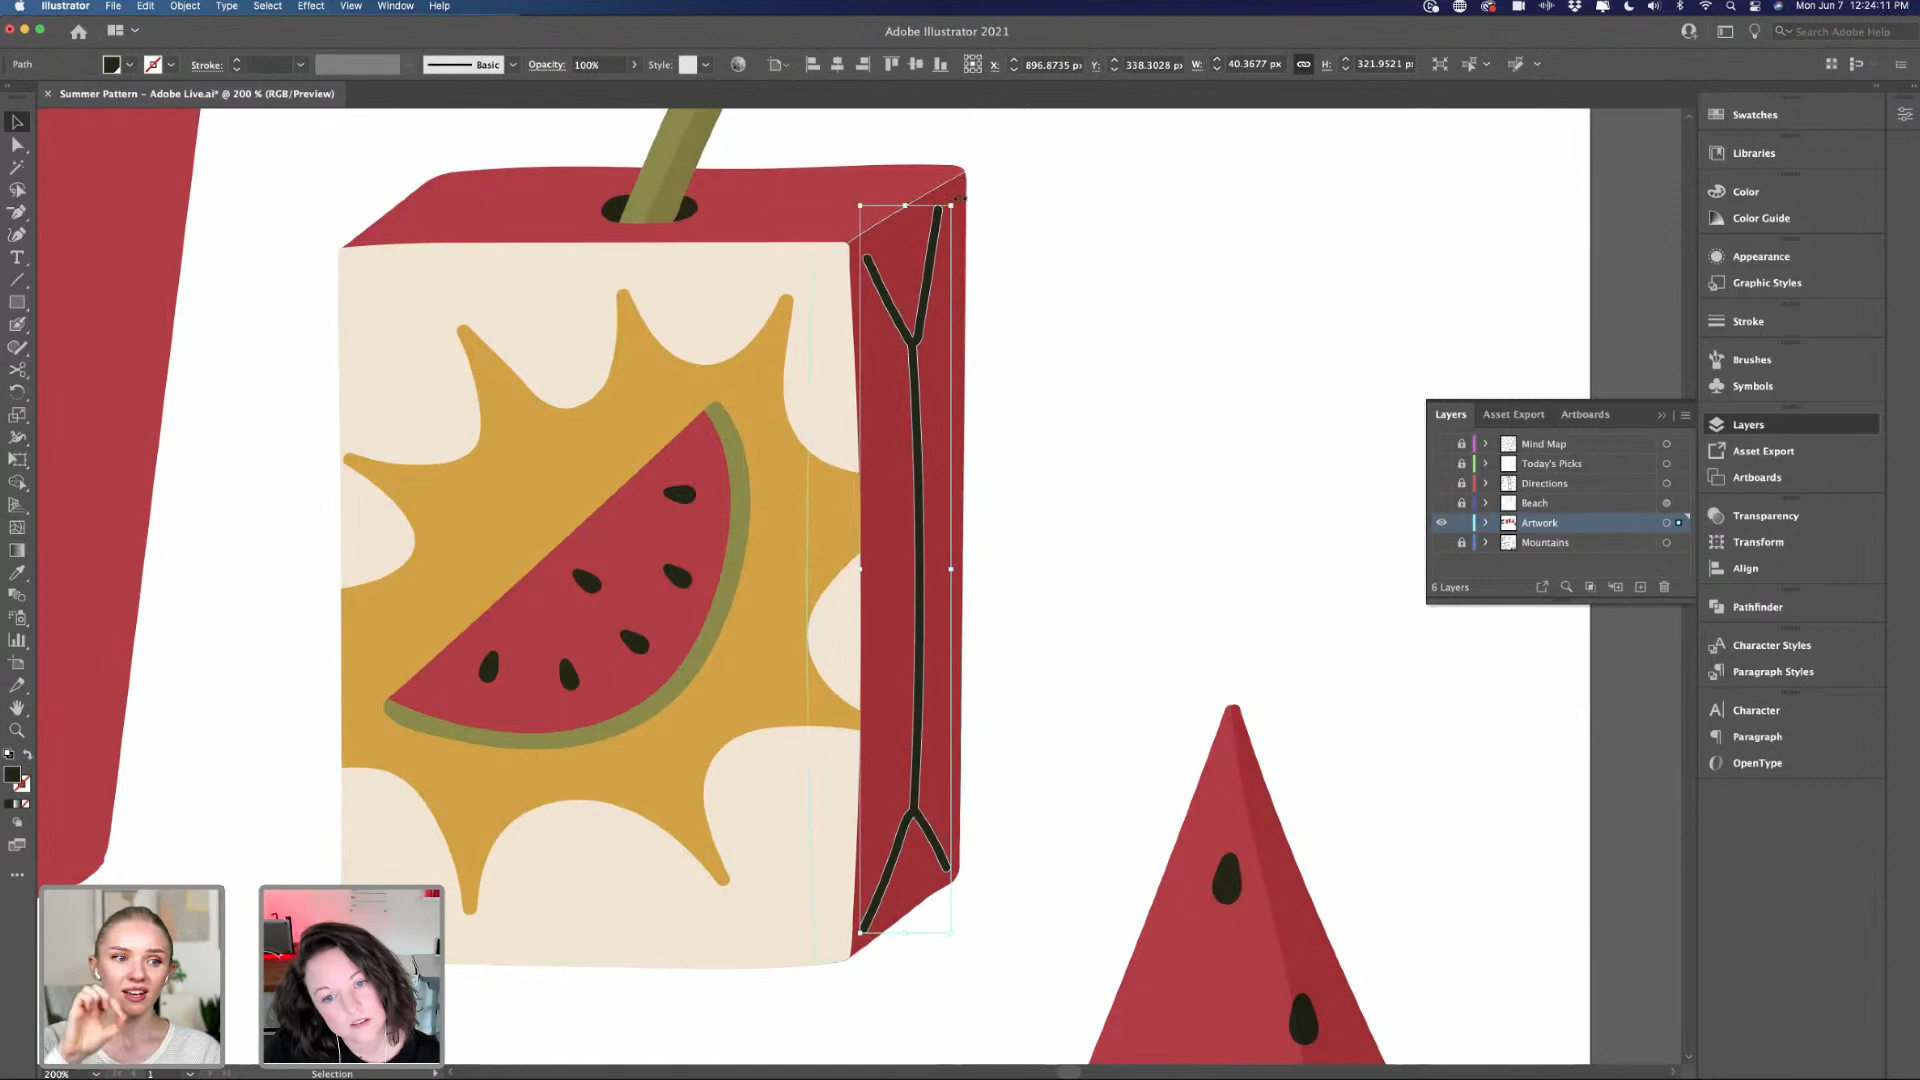 Illustrator File Edit Object Type Select Effect View Window Help Mon Jun 7 12:24:11 PM
Adobe Illustrator 2021 Search Adobe Help
Path Stroke: Basic Opacity: 100% Style: X: 896.8735 px Y: 338.3028 px W: 40.3677 px H: 321.9521 p
× Summer Pattern – Adobe Live.ai* @ 200 % (RGB/Preview)
Swatches
Libraries
Color
Color Guide
Appearance
Graphic Styles
Stroke
Brushes
Symbols
Layers
Asset Export
Artboards
Transparency
Transform
Align
Pathfinder
Character Styles
Paragraph Styles
Character
Paragraph
OpenType
Layers Asset Export Artboards
Mind Map
Today's Picks
Directions
Beach
Artwork
Mountains
6 Layers
200% 1 Selection